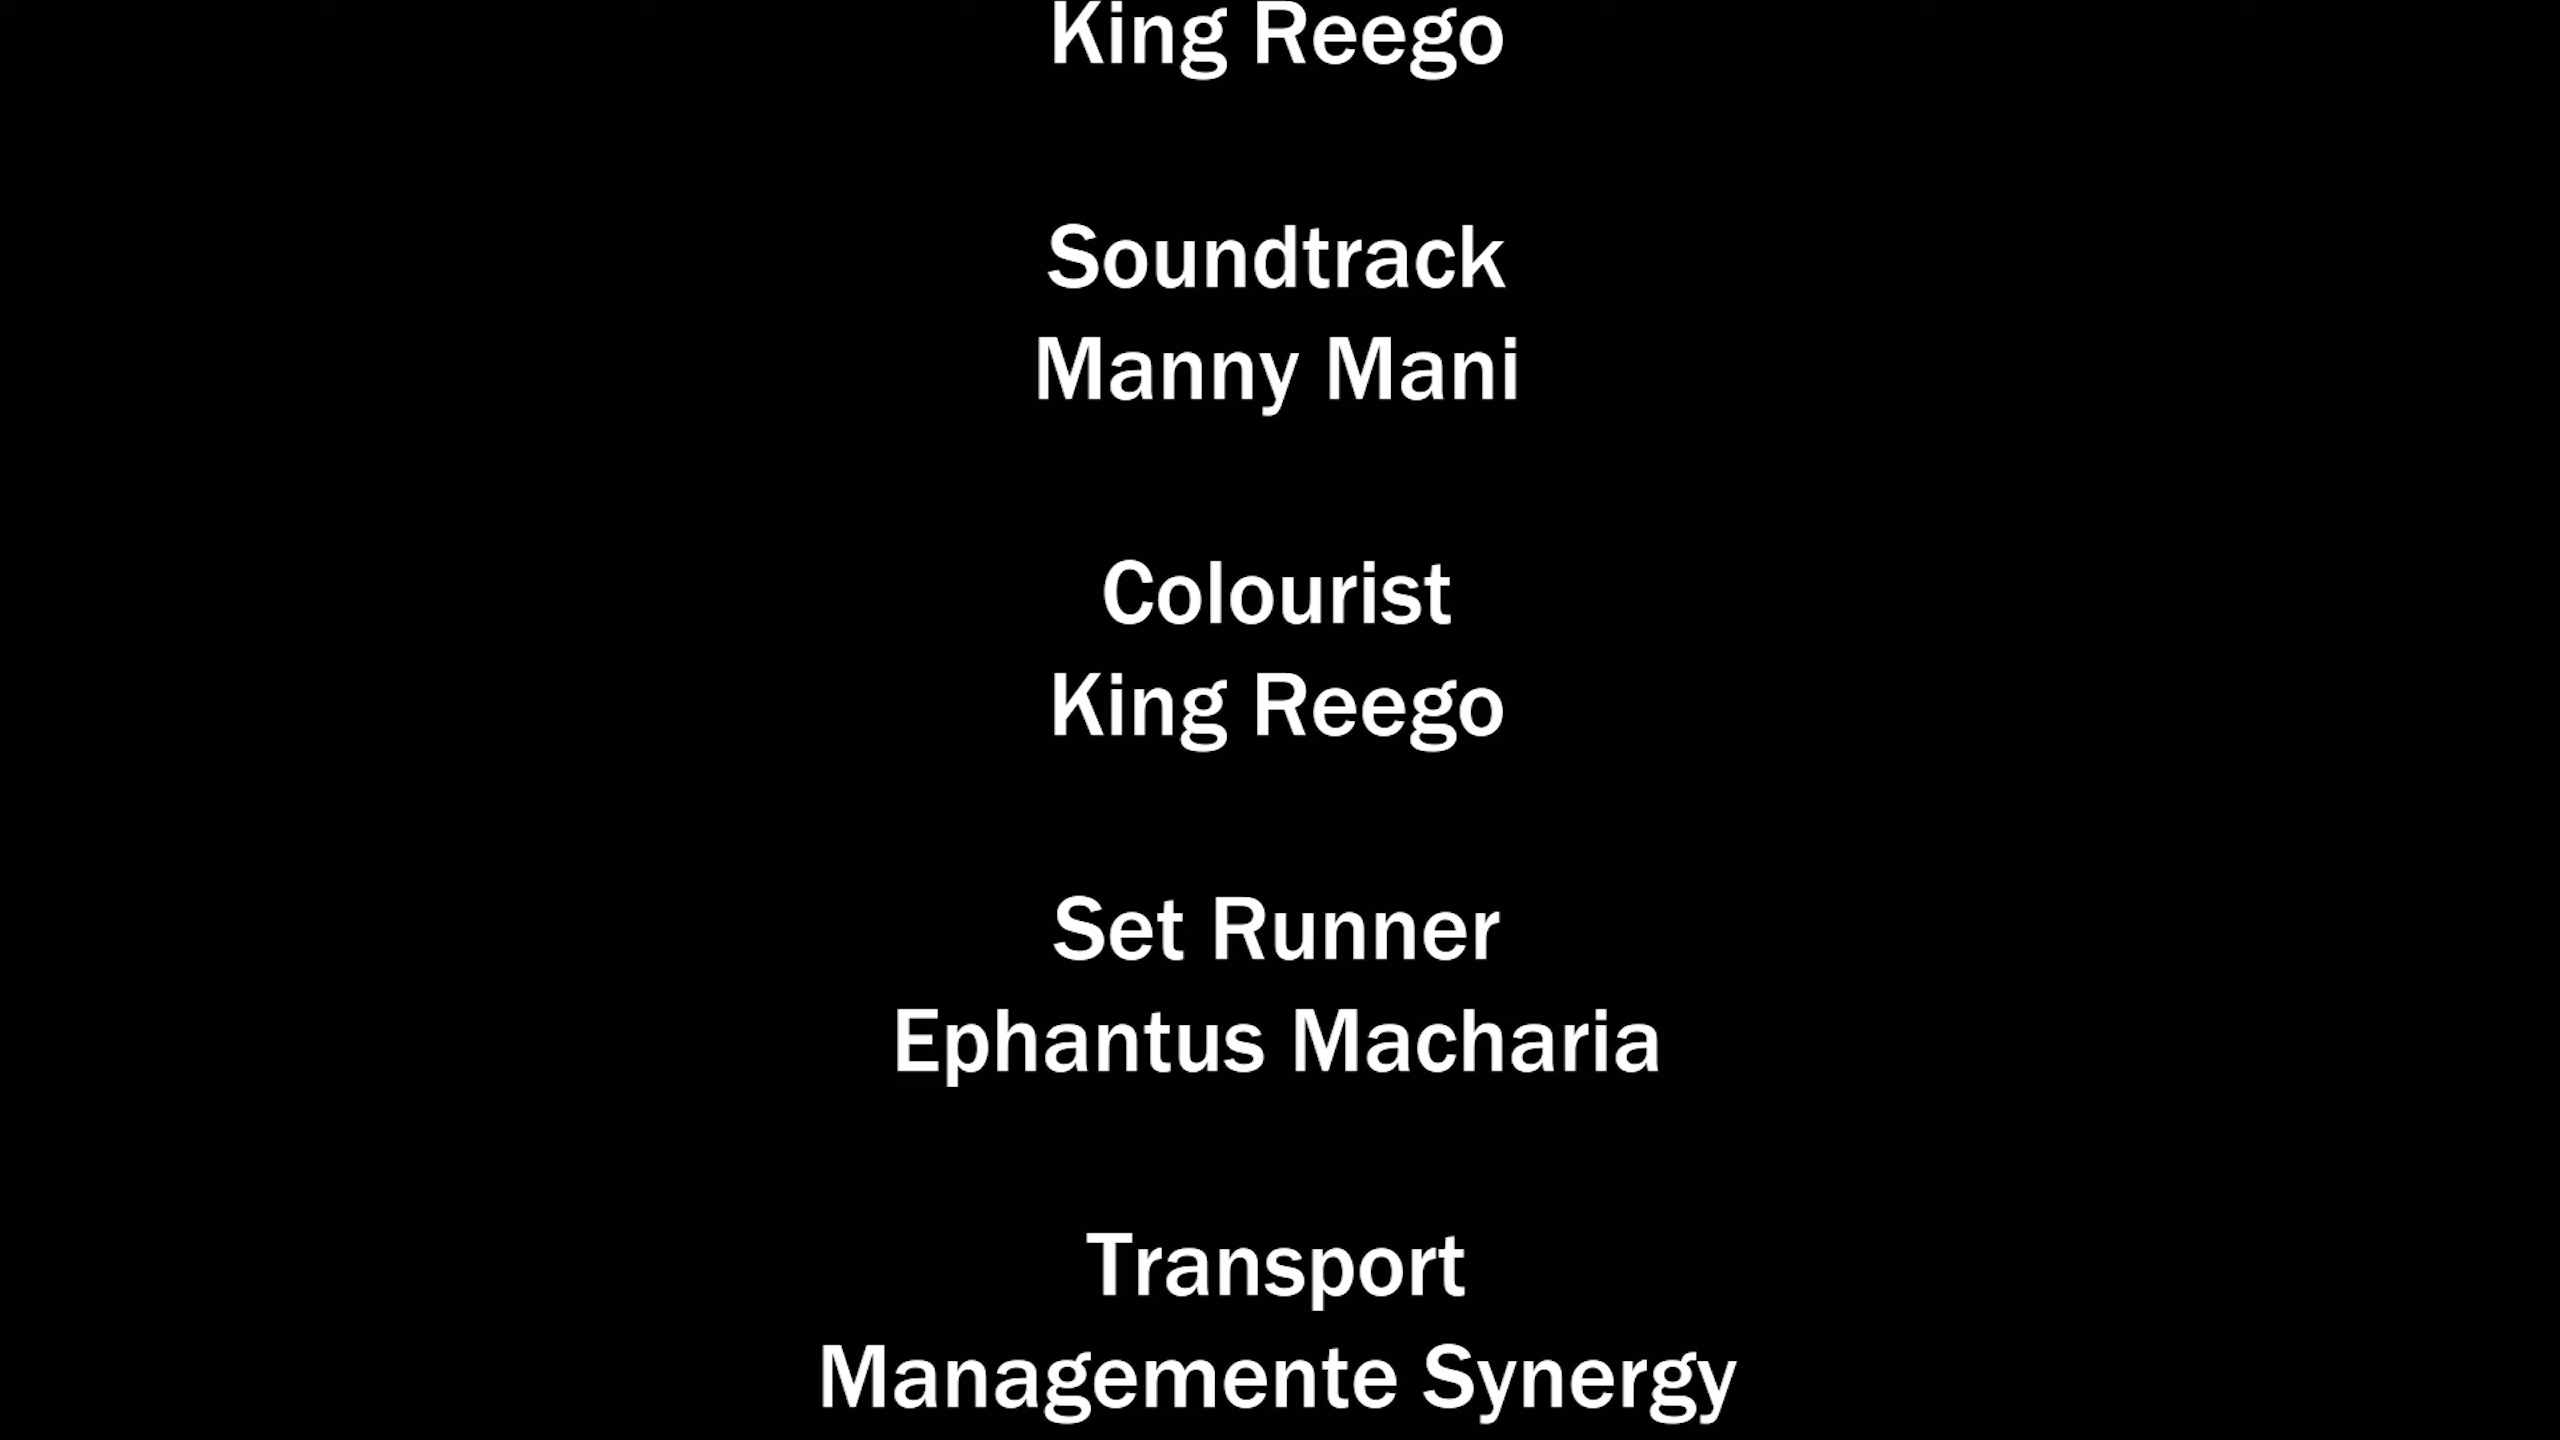 King Reego
Soundtrack
Manny Mani
Colourist
King Reego
Set Runner
Ephantus Macharia
Transport
Managemente Synergy